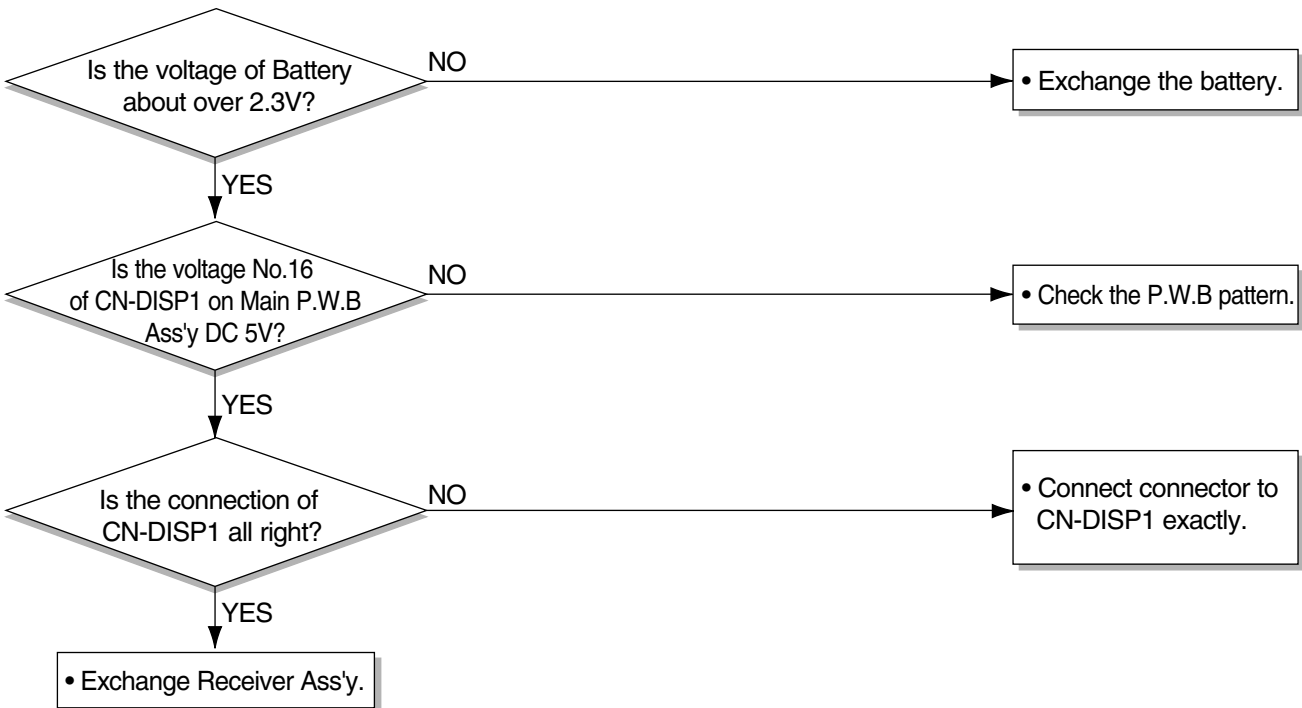 Is the voltage of Battery
about over 2.3V?
NO
• Exchange the battery.
YES
Is the voltage No.16
of CN-DISP1 on Main P.W.B
Ass'y DC 5V?
NO
• Check the P.W.B pattern.
YES
Is the connection of
CN-DISP1 all right?
NO
• Connect connector to
CN-DISP1 exactly.
YES
• Exchange Receiver Ass'y.